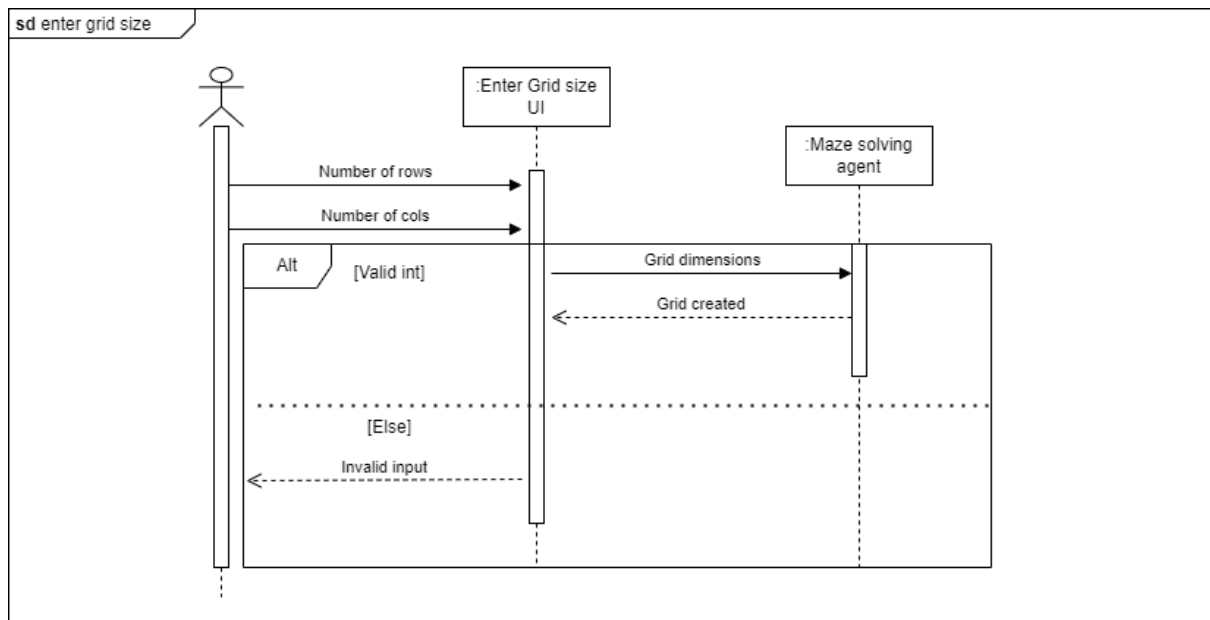 sd enter grid size
:Enter Grid size
UI
:Maze solving
agent
Number of rows
Number of cols
Alt
[Valid int]
Grid dimensions
Grid created
[Else]
Invalid input